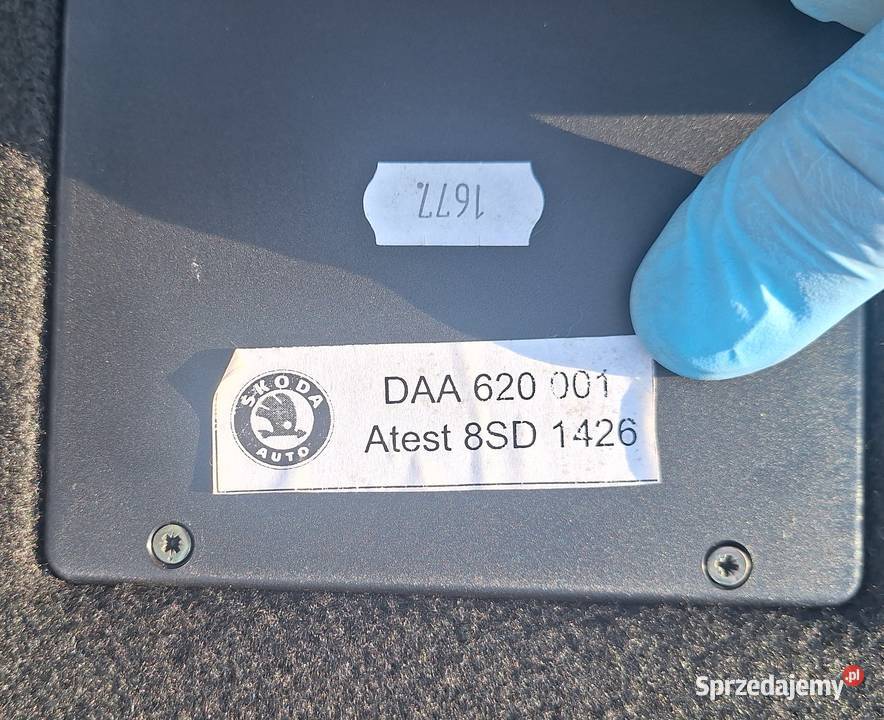 1677.
ŠKODA
AUTO
DAA 620 001
Atest 8SD 1426
Sprzedajemy.pl